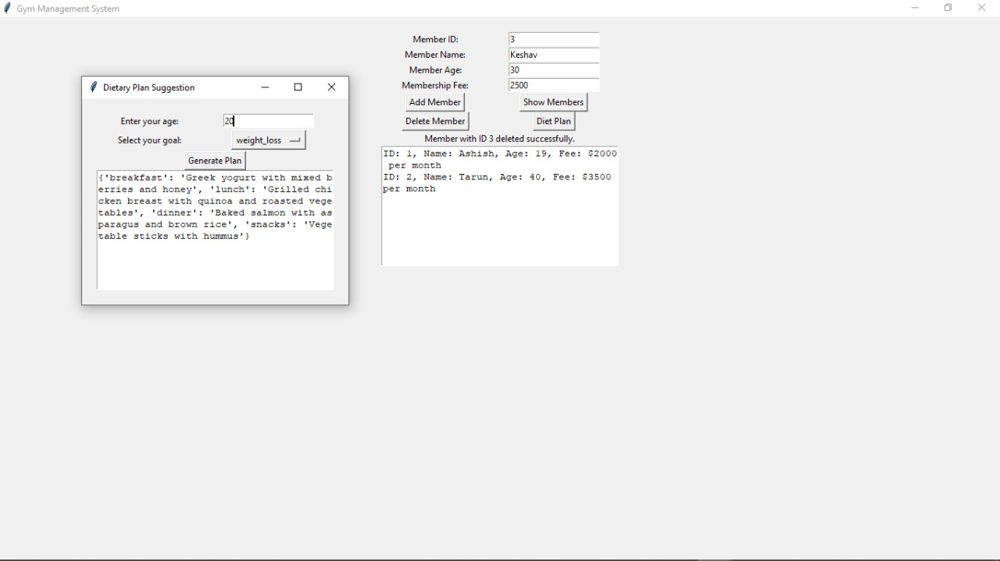 Gym Management System
Member ID: 3
Member Name: Keshav
Member Age: 30
Membership Fee: 2500
Add Member Show Members
Delete Member Diet Plan
Member with ID 3 deleted successfully.
ID: 1, Name: Ashish, Age: 19, Fee: $2000
per month
ID: 2, Name: Tarun, Age: 40, Fee: $3500
per month
Dietary Plan Suggestion
Enter your age: 20
Select your goal: weight_loss
Generate Plan
{'breakfast': 'Greek yogurt with mixed b
erries and honey', 'lunch': 'Grilled chi
cken breast with quinoa and roasted vege
tables', 'dinner': 'Baked salmon with as
paragus and brown rice', 'snacks': 'Vege
table sticks with hummus'}